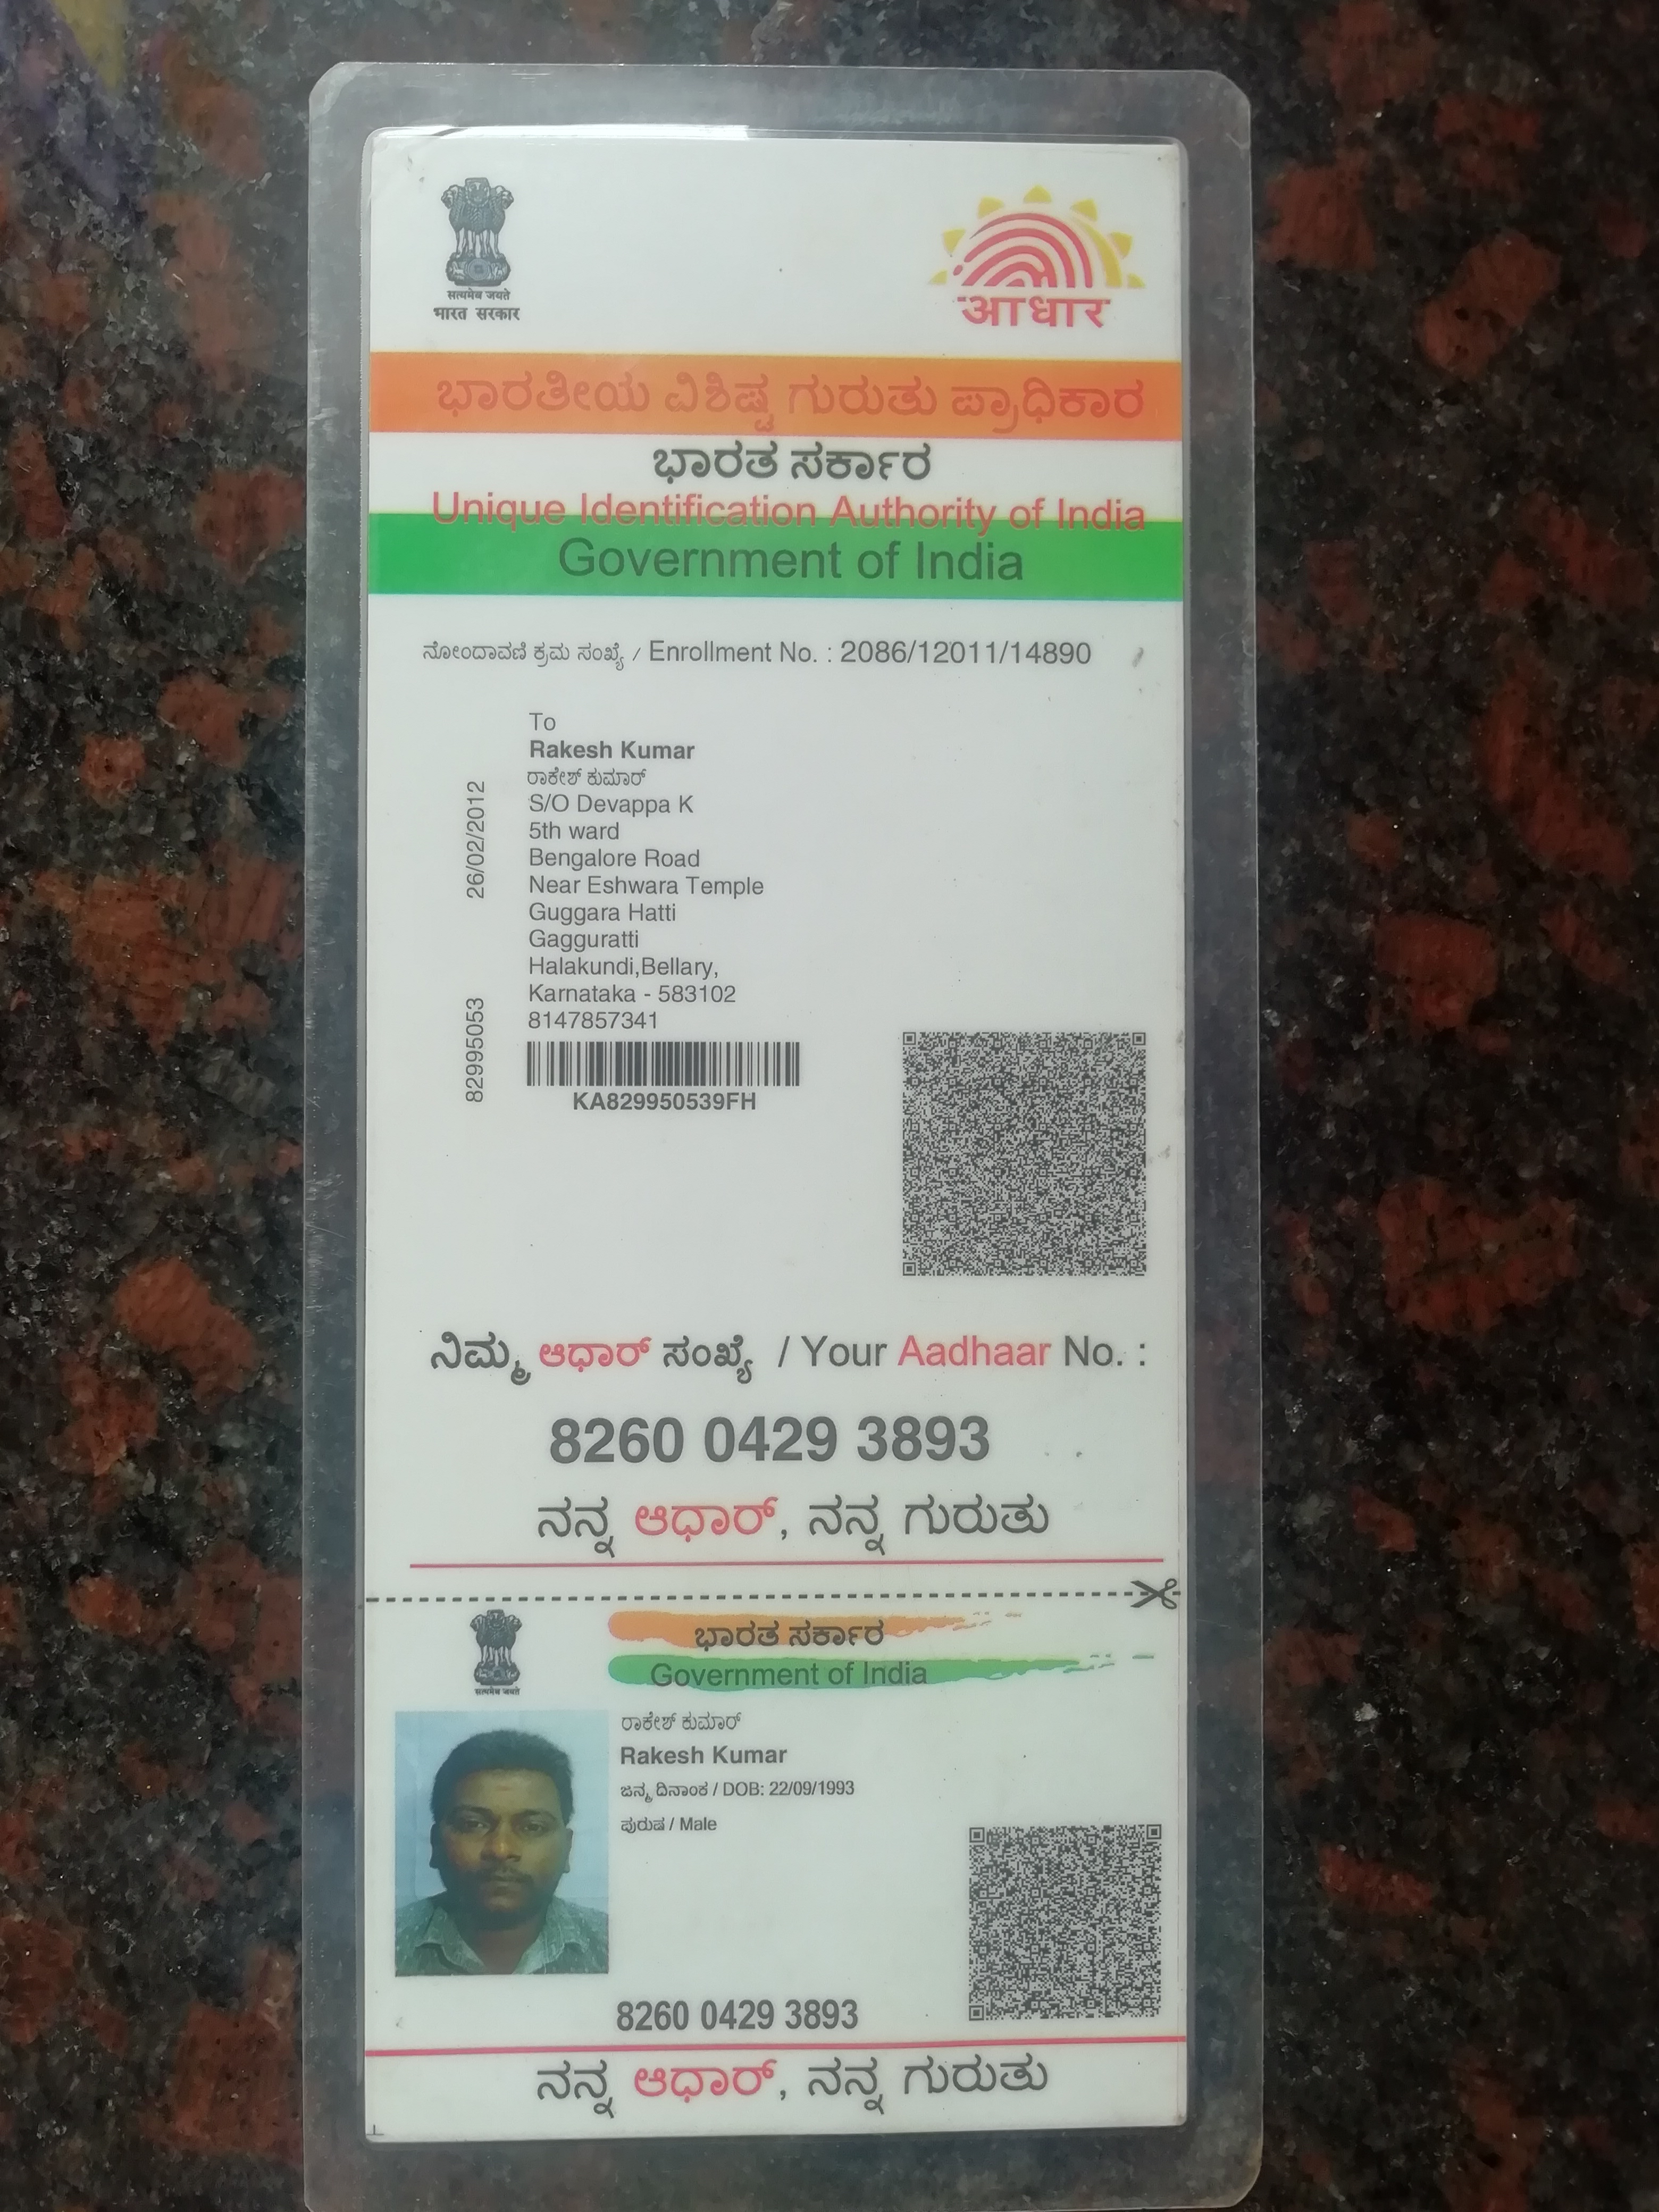 सत्यमेव जयते
भारत सरकार
आधार
ಭಾರತೀಯ ವಿಶಿಷ್ಟ ಗುರುತು ಪ್ರಾಧಿಕಾರ
ಭಾರತ ಸರ್ಕಾರ
Unique Identification Authority of India
Government of India
ನೋಂದಾವಣಿ ಕ್ರಮ ಸಂಖ್ಯೆ / Enrollment No. : 2086/12011/14890
To
Rakesh Kumar
ರಾಕೇಶ್ ಕುಮಾರ್
S/O Devappa K
5th ward
Bengalore Road
Near Eshwara Temple
Guggara Hatti
Gagguratti
Halakundi,Bellary,
Karnataka - 583102
8147857341
26/02/2012
82995053
KA829950539FH
ನಿಮ್ಮ ಆಧಾರ್ ಸಂಖ್ಯೆ / Your Aadhaar No. :
8260 0429 3893
ನನ್ನ ಆಧಾರ್, ನನ್ನ ಗುರುತು
सत्यमेव जयते
ಭಾರತ ಸರ್ಕಾರ
Government of India
ರಾಕೇಶ್ ಕುಮಾರ್
Rakesh Kumar
ಜನ್ಮ ದಿನಾಂಕ / DOB: 22/09/1993
ಪುರುಷ / Male
8260 0429 3893
ನನ್ನ ಆಧಾರ್, ನನ್ನ ಗುರುತು